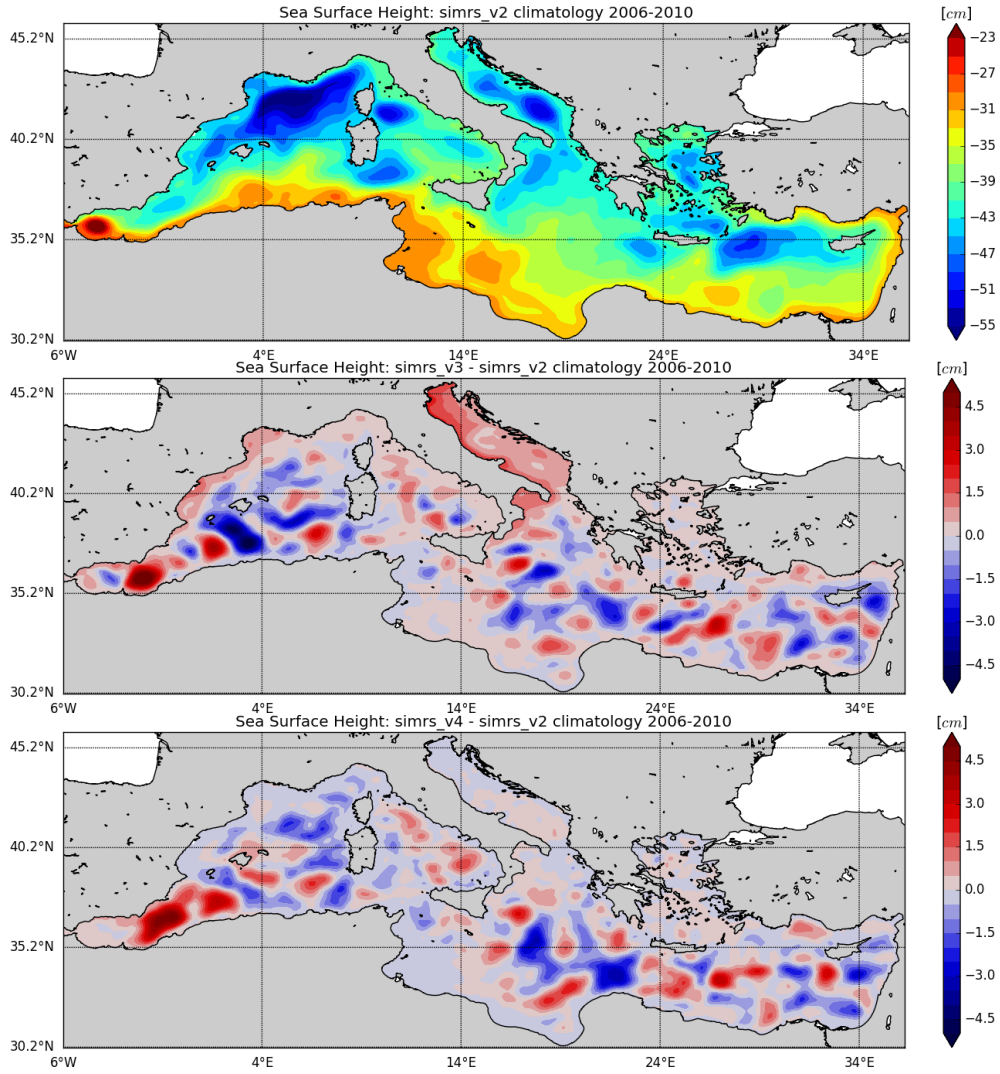 Sea Surface Height: simrs_v2 climatology 2006-2010
[cm]
45.2°N
40.2°N
35.2°N
30.2°N
6°W
4°E
14°E
24°E
34°E
−23
−27
−31
−35
−39
−43
−47
−51
−55
Sea Surface Height: simrs_v3 - simrs_v2 climatology 2006-2010
[cm]
45.2°N
40.2°N
35.2°N
30.2°N
6°W
4°E
14°E
24°E
34°E
4.5
3.0
1.5
0.0
−1.5
−3.0
−4.5
Sea Surface Height: simrs_v4 - simrs_v2 climatology 2006-2010
[cm]
45.2°N
40.2°N
35.2°N
30.2°N
6°W
4°E
14°E
24°E
34°E
4.5
3.0
1.5
0.0
−1.5
−3.0
−4.5